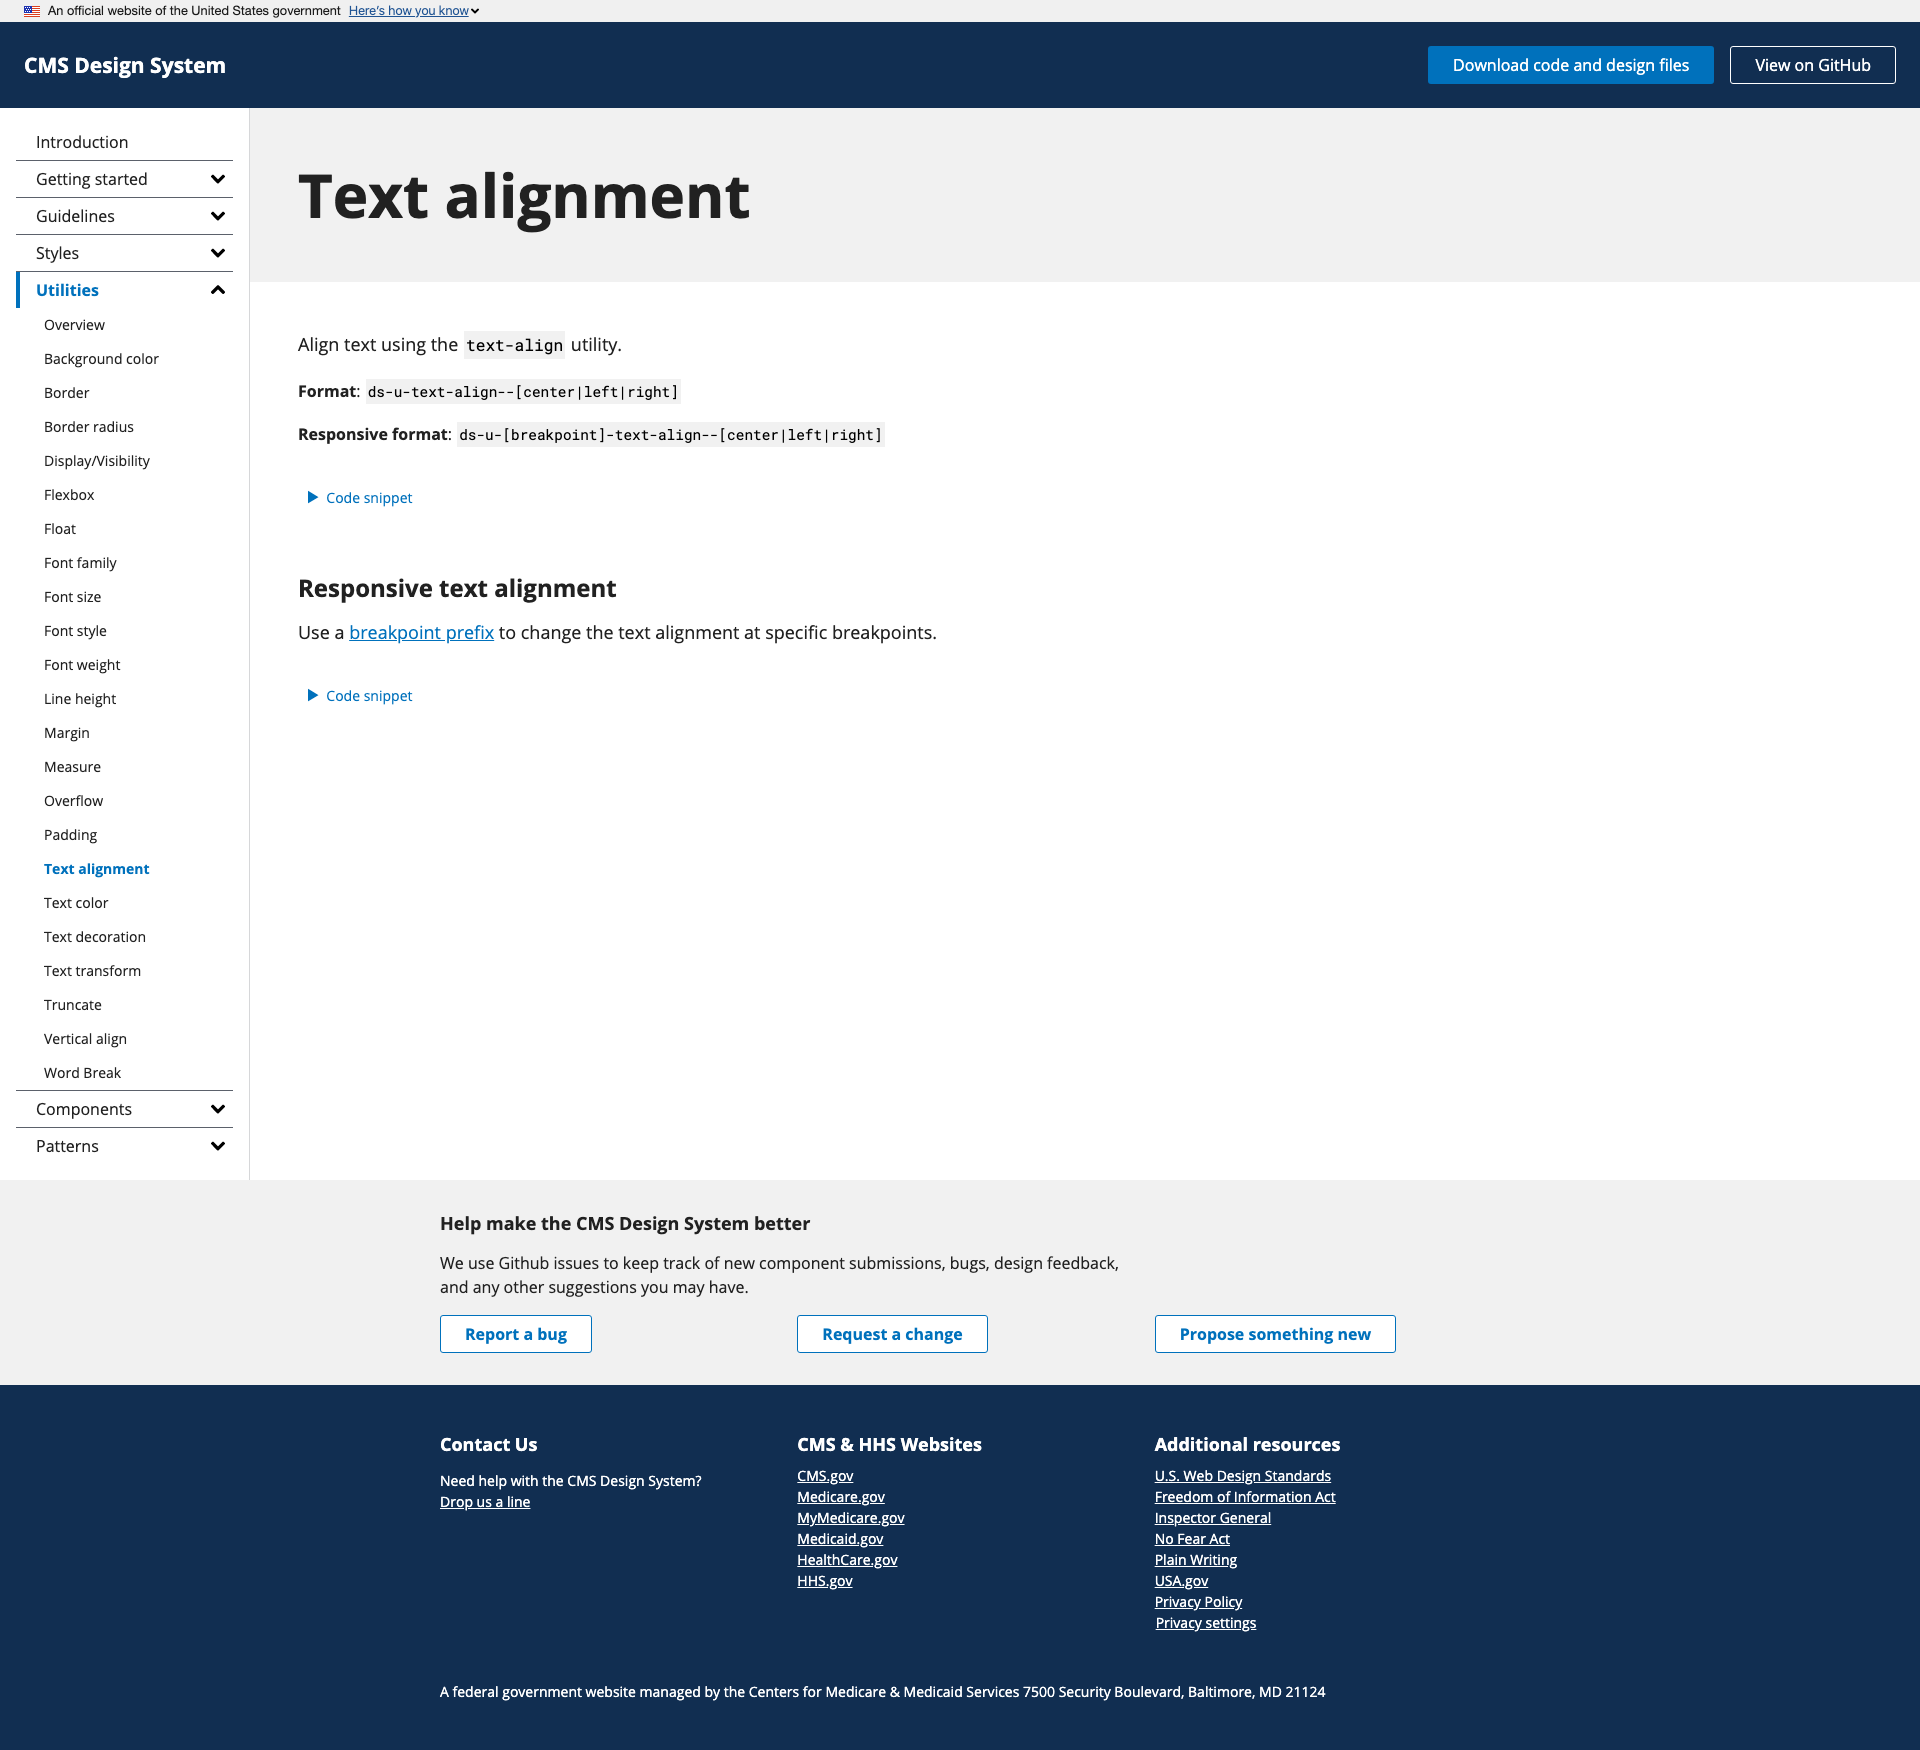 An official website of the United States government Here's how you know
CMS Design System
Download code and design files
View on GitHub
Introduction
Getting started
Guidelines
Styles
Utilities
Overview
Background color
Border
Border radius
Display/Visibility
Flexbox
Float
Font family
Font size
Font style
Font weight
Line height
Margin
Measure
Overflow
Padding
Text alignment
Text color
Text decoration
Text transform
Truncate
Vertical align
Word Break
Components
Patterns
Text alignment
Align text using the text-align utility.
Format: ds-u-text-align--[center|left|right]
Responsive format: ds-u-[breakpoint]-text-align--[center|left|right]
Code snippet
Responsive text alignment
Use a breakpoint prefix to change the text alignment at specific breakpoints.
Code snippet
Help make the CMS Design System better
We use Github issues to keep track of new component submissions, bugs, design feedback,
and any other suggestions you may have.
Report a bug
Request a change
Propose something new
Contact Us
Need help with the CMS Design System?
Drop us a line
CMS & HHS Websites
CMS.gov
Medicare.gov
MyMedicare.gov
Medicaid.gov
HealthCare.gov
HHS.gov
Additional resources
U.S. Web Design Standards
Freedom of Information Act
Inspector General
No Fear Act
Plain Writing
USA.gov
Privacy Policy
Privacy settings
A federal government website managed by the Centers for Medicare & Medicaid Services 7500 Security Boulevard, Baltimore, MD 21124